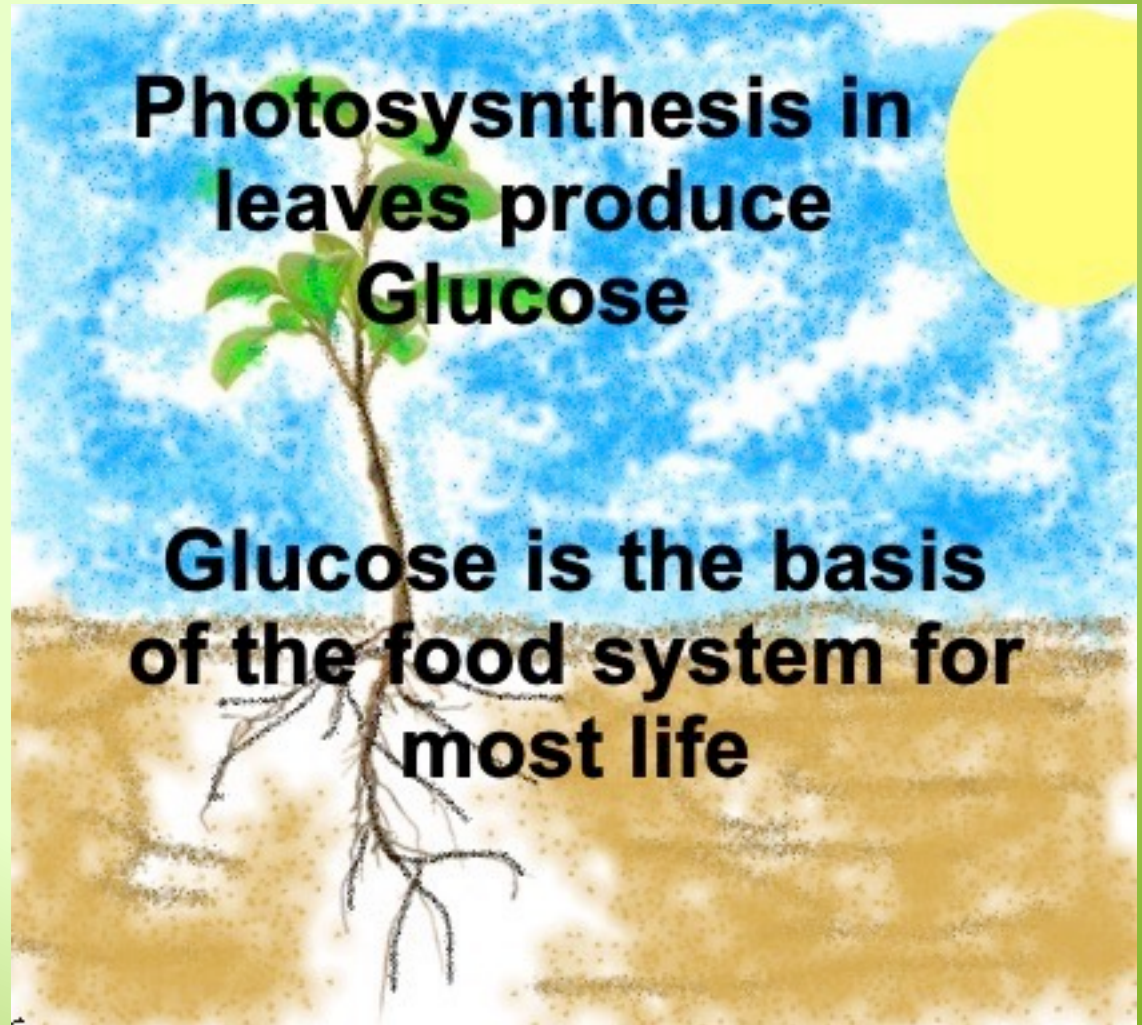 Photosysnthesis in
leaves produce
Glucose
Glucose is the basis
of the food system for
most life